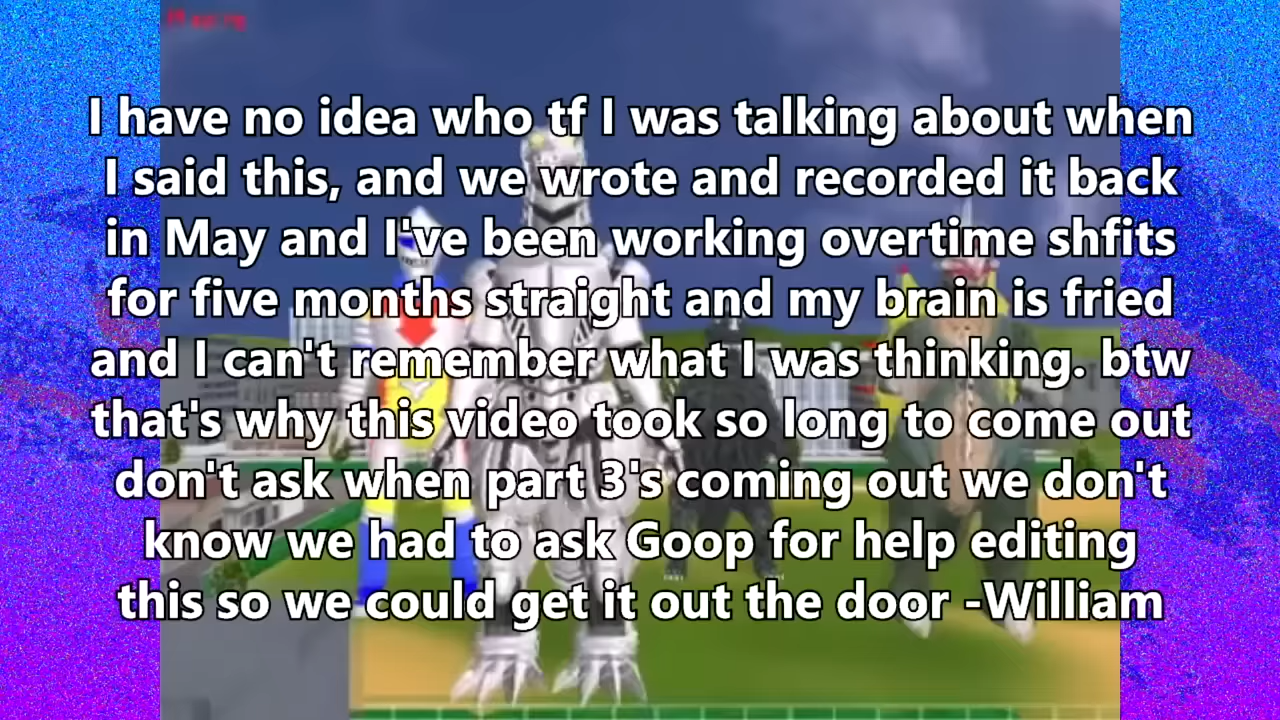 I have no idea who tf I was talking about when
I said this, and we wrote and recorded it back
in May and I've been working overtime shfits
for five months straight and my brain is fried
and I can't remember what I was thinking. btw
that's why this video took so long to come out
don't ask when part 3's coming out we don't
know we had to ask Goop for help editing
this so we could get it out the door -William